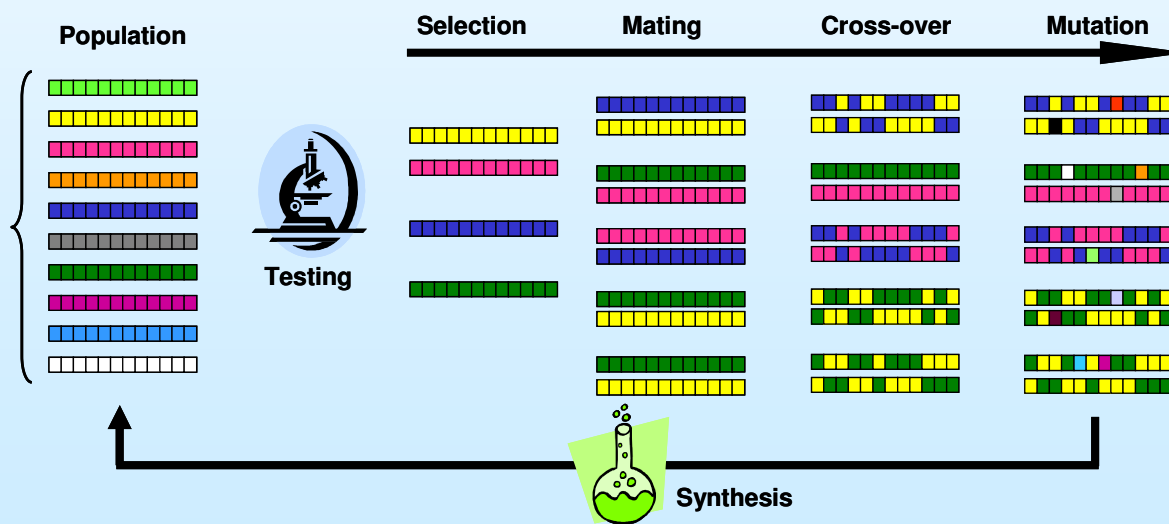 Population
Selection
Mating
Cross-over
Mutation
Testing
Synthesis